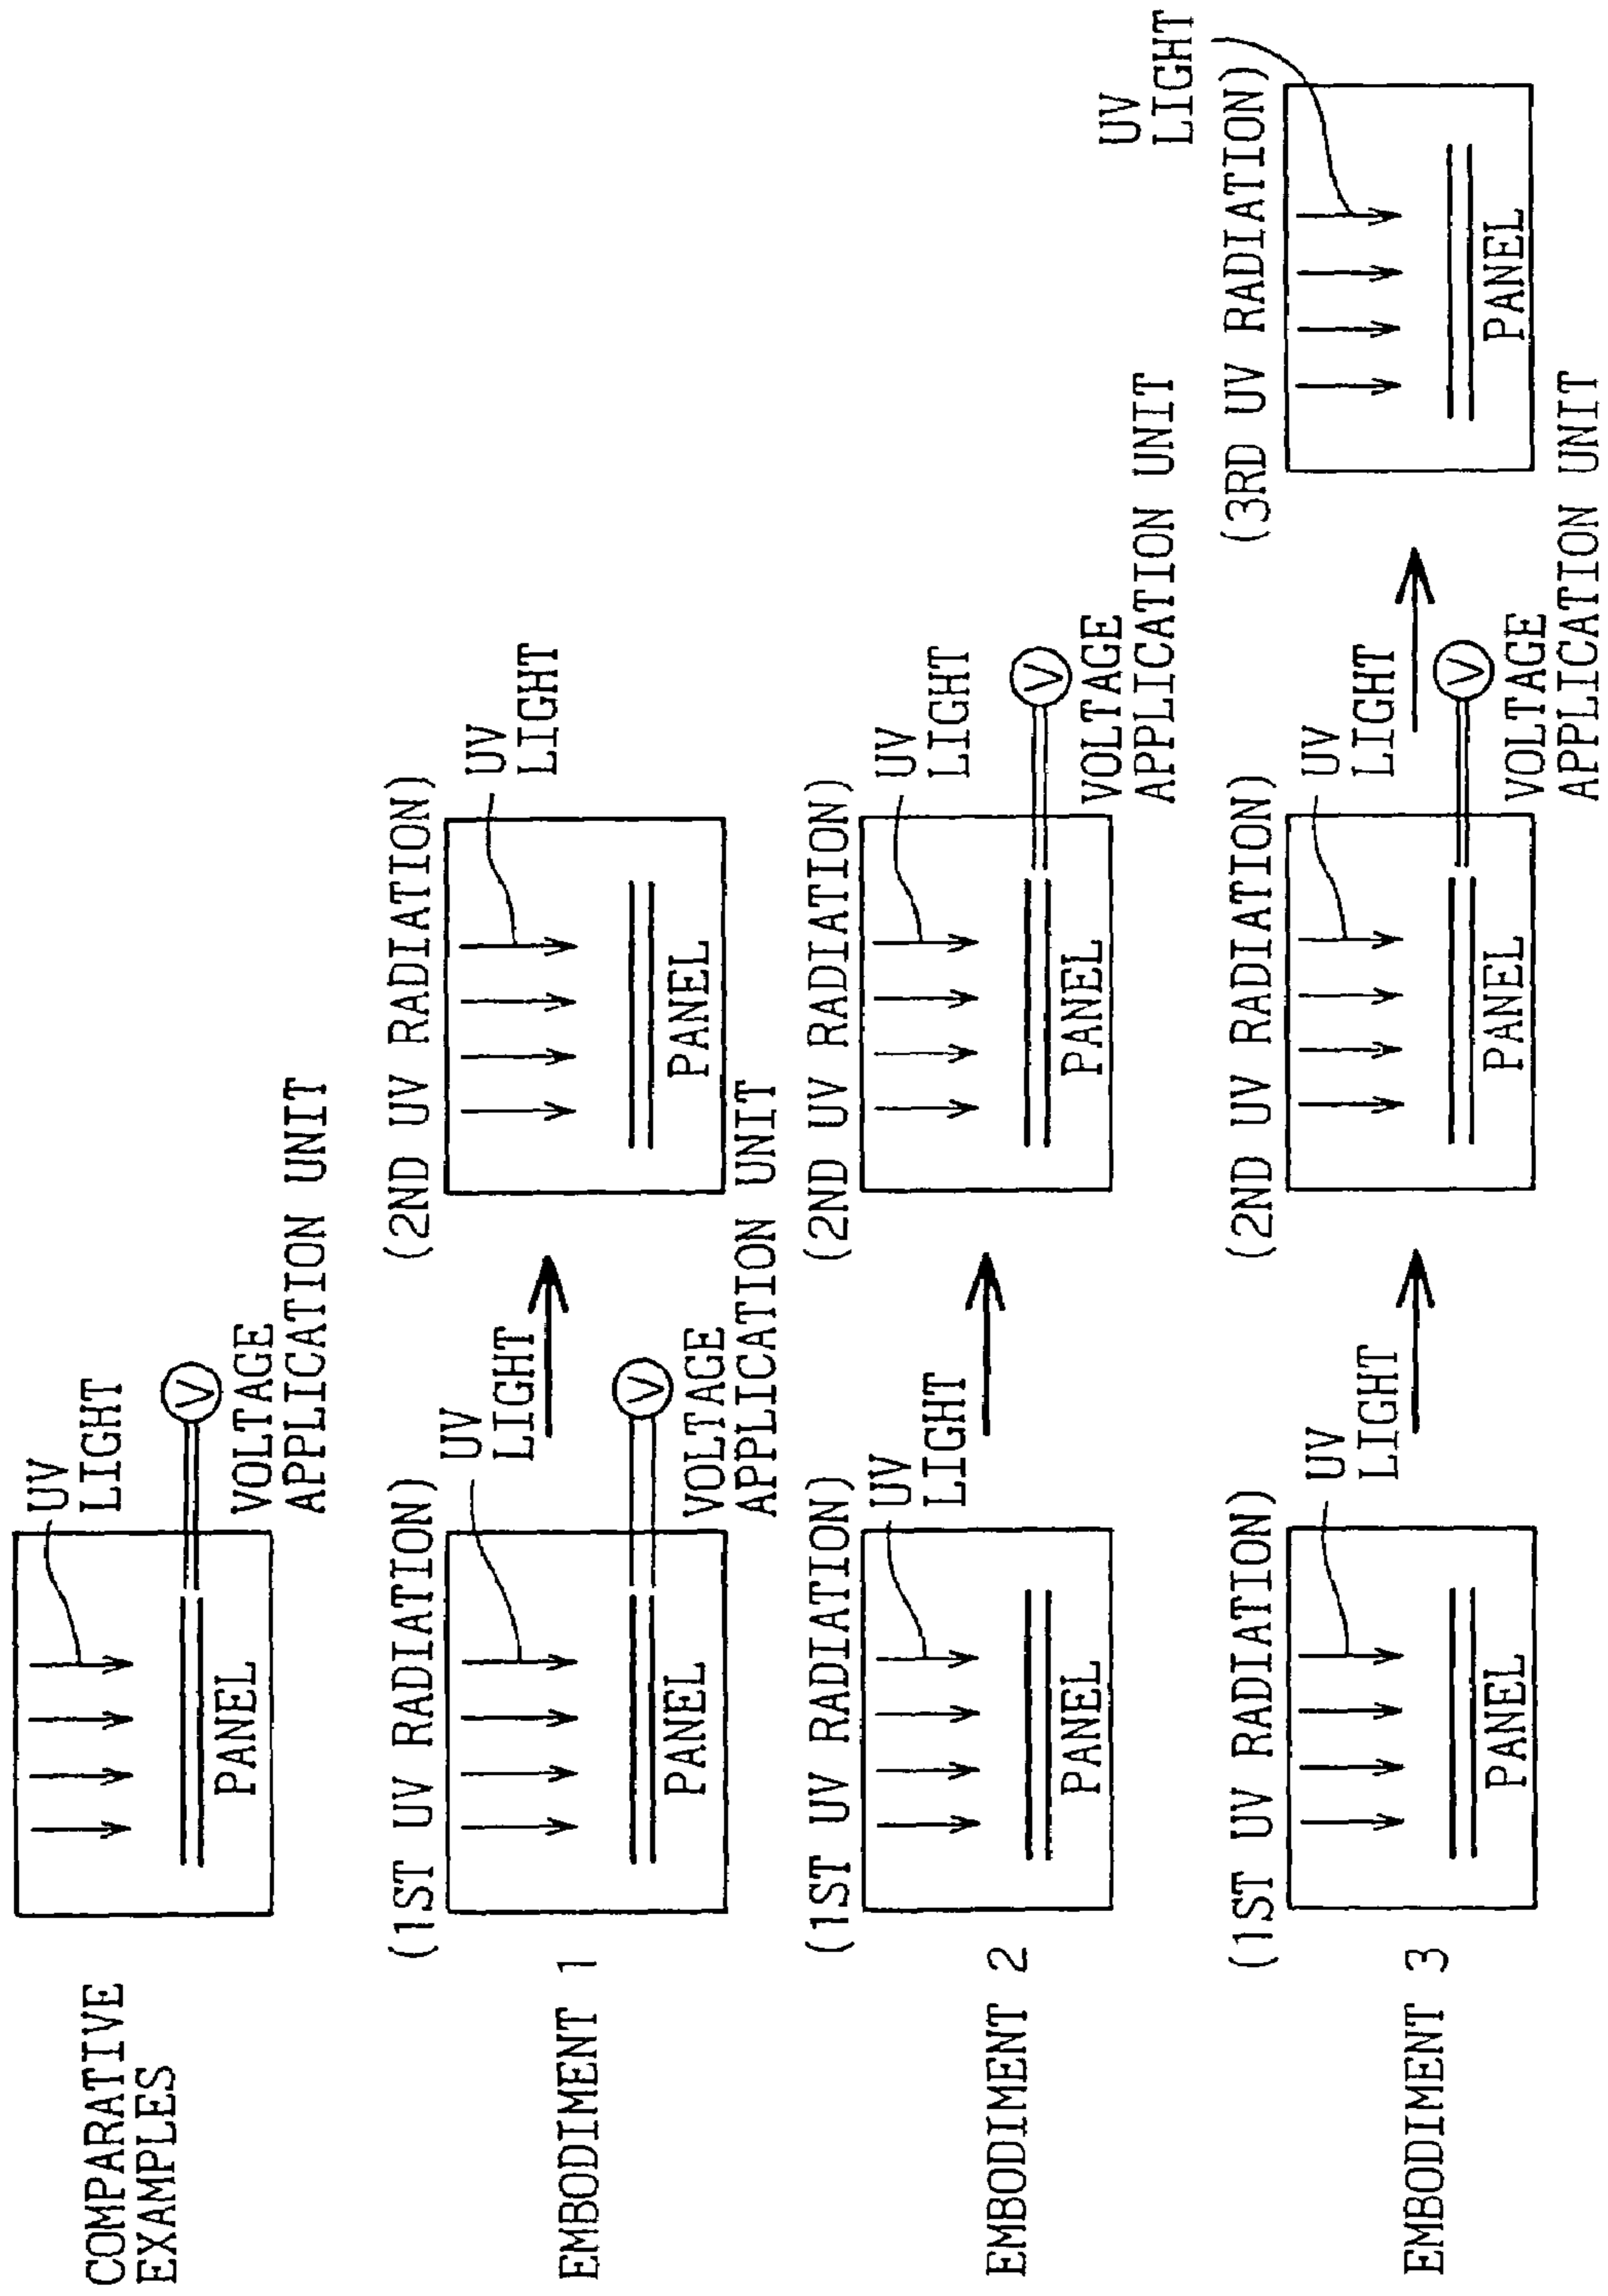 COMPARATIVE
EXAMPLES
UV
LIGHT
PANEL
V
VOLTAGE
APPLICATION UNIT
EMBODIMENT 1
(1ST UV RADIATION)
UV
LIGHT
PANEL
V
VOLTAGE
APPLICATION UNIT
(2ND UV RADIATION)
UV
LIGHT
PANEL
EMBODIMENT 2
(1ST UV RADIATION)
UV
LIGHT
PANEL
(2ND UV RADIATION)
UV
LIGHT
PANEL
V
VOLTAGE
APPLICATION UNIT
EMBODIMENT 3
(1ST UV RADIATION)
UV
LIGHT
PANEL
(2ND UV RADIATION)
UV
LIGHT
PANEL
V
VOLTAGE
APPLICATION UNIT
(3RD UV RADIATION)
UV
LIGHT
PANEL